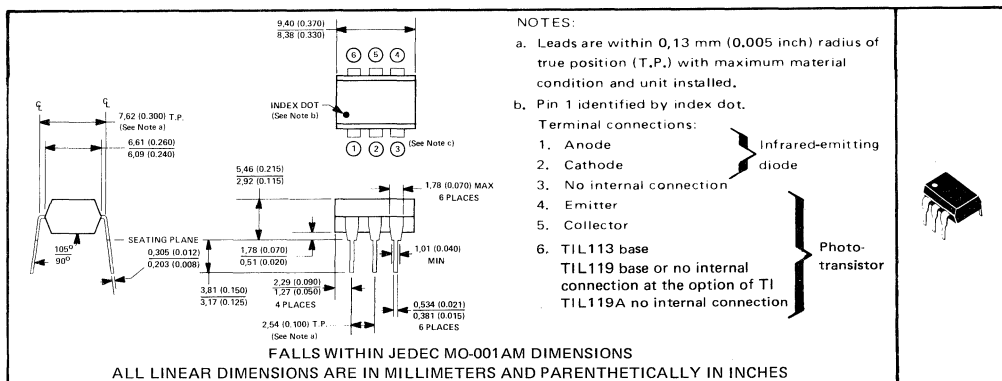 9,40 (0.370)
8,38 (0.330)
6 5 4
INDEX DOT
(See Note b)
1 2 3 (See Note c)
℄ ℄
7,62 (0.300) T.P.
(See Note a)
6,61 (0.260)
6,09 (0.240)
105°
90°
SEATING PLANE
0,305 (0.012)
0,203 (0.008)
5,46 (0.215)
2,92 (0.115)
1,78 (0.070) MAX
6 PLACES
1,78 (0.070)
0,51 (0.020)
1,01 (0.040)
MIN
3,81 (0.150)
3,17 (0.125)
2,29 (0.090)
1,27 (0.050)
4 PLACES
0,534 (0.021)
0,381 (0.015)
6 PLACES
2,54 (0.100) T.P.
(See Note a)
NOTES:
a. Leads are within 0,13 mm (0.005 inch) radius of
true position (T.P.) with maximum material
condition and unit installed.
b. Pin 1 identified by index dot.
Terminal connections:
1. Anode
2. Cathode
Infrared-emitting
diode
3. No internal connection
4. Emitter
5. Collector
6. TIL113 base
TIL119 base or no internal
connection at the option of TI
TIL119A no internal connection
Photo-
transistor
FALLS WITHIN JEDEC MO-001AM DIMENSIONS
ALL LINEAR DIMENSIONS ARE IN MILLIMETERS AND PARENTHETICALLY IN INCHES